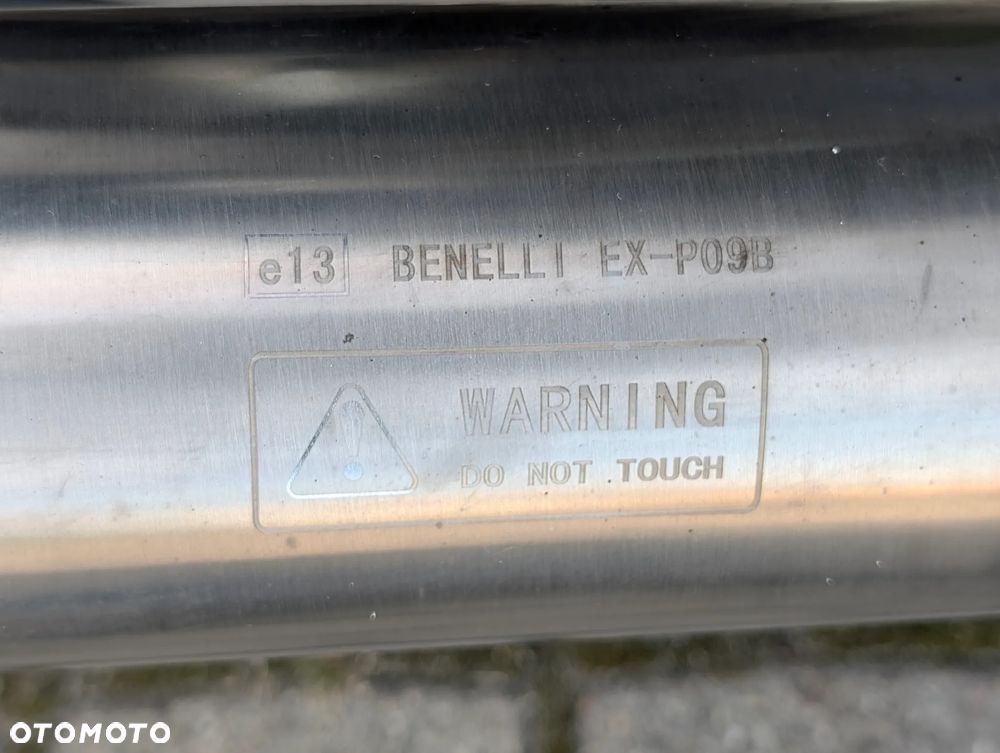 e13 BENELLI EX-P09B
WARNING
DO NOT TOUCH
OTOMOTO